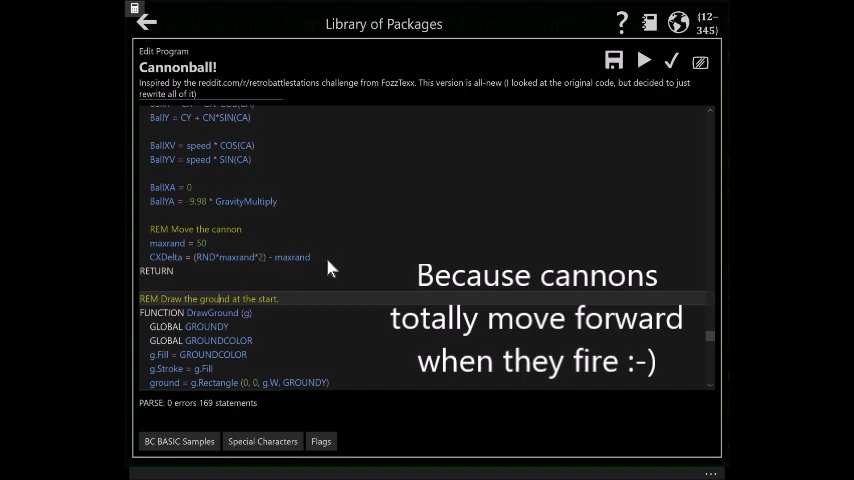 Library of Packages
(12-
345)
Edit Program
Cannonball!
Inspired by the reddit.com/r/retrobattlestations challenge from FozzTexx. This version is all-new (I looked at the original code, but decided to just
rewrite all of it)
BallY = CY + CN*SIN(CA)
BallXV = speed * COS(CA)
BallYV = speed * SIN(CA)
BallXA = 0
BallYA = -9.98 * GravityMultiply
REM Move the cannon
maxrand = 50
CXDelta = (RND*maxrand*2) - maxrand
RETURN
REM Draw the ground at the start.
FUNCTION DrawGround (g)
GLOBAL GROUNDY
GLOBAL GROUNDCOLOR
g.Fill = GROUNDCOLOR
g.Stroke = g.Fill
ground = g.Rectangle (0, 0, g.W, GROUNDY)
Because cannons
totally move forward
when they fire :-)
PARSE: 0 errors 169 statements
BC BASIC Samples
Special Characters
Flags